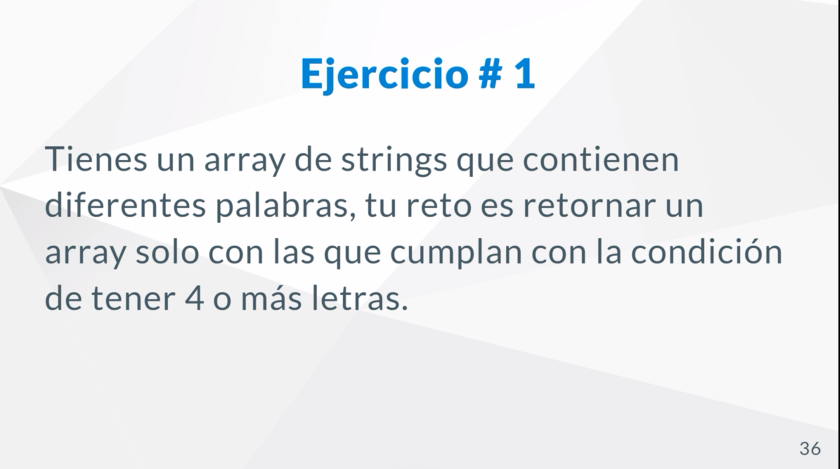 Ejercicio # 1
Tienes un array de strings que contienen
diferentes palabras, tu reto es retornar un
array solo con las que cumplan con la condición
de tener 4 o más letras.
36